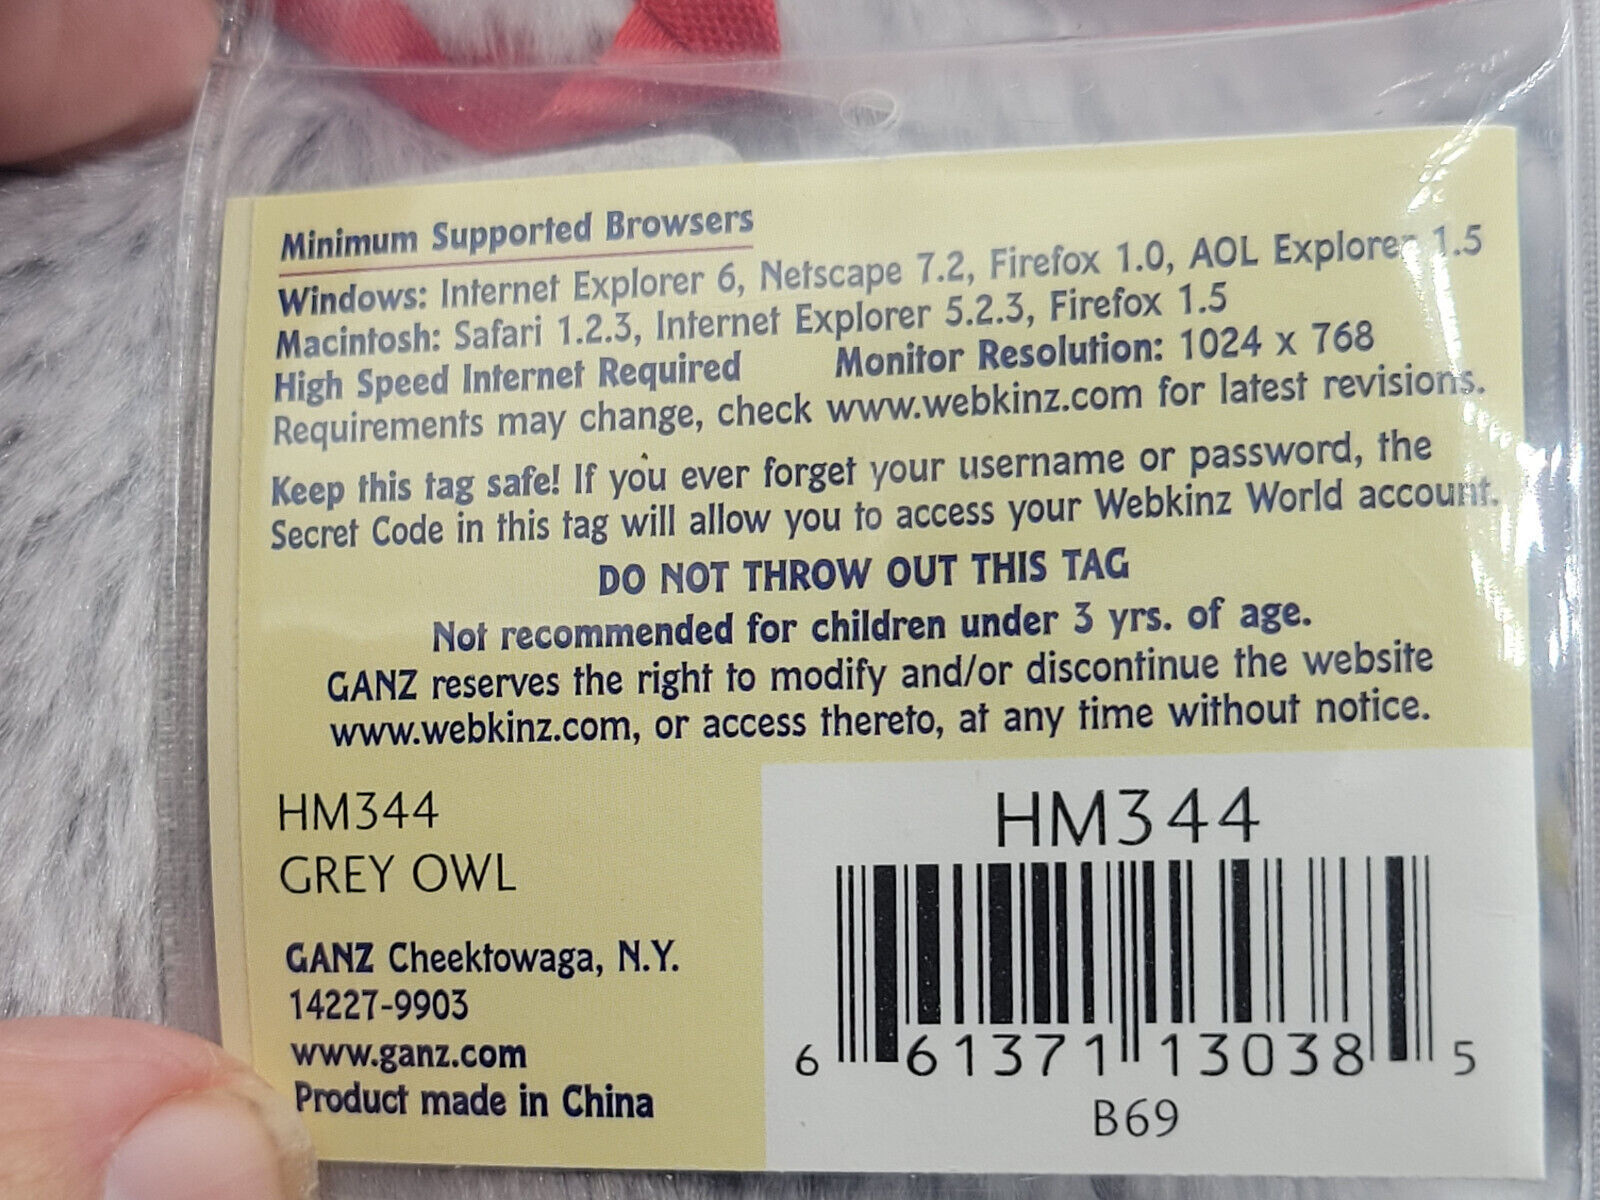 Minimum Supported Browsers
Windows: Internet Explorer 6, Netscape 7.2, Firefox 1.0, AOL Explorer 1.5
Macintosh: Safari 1.2.3, Internet Explorer 5.2.3, Firefox 1.5
High Speed Internet Required Monitor Resolution: 1024 x 768
Requirements may change, check www.webkinz.com for latest revisions.
Keep this tag safe! If you ever forget your username or password, the
Secret Code in this tag will allow you to access your Webkinz World account.
DO NOT THROW OUT THIS TAG
Not recommended for children under 3 yrs. of age.
GANZ reserves the right to modify and/or discontinue the website
www.webkinz.com, or access thereto, at any time without notice.
HM344
GREY OWL
GANZ Cheektowaga, N.Y.
14227-9903
www.ganz.com
Product made in China
HM344
6 61371 13038 5
B69